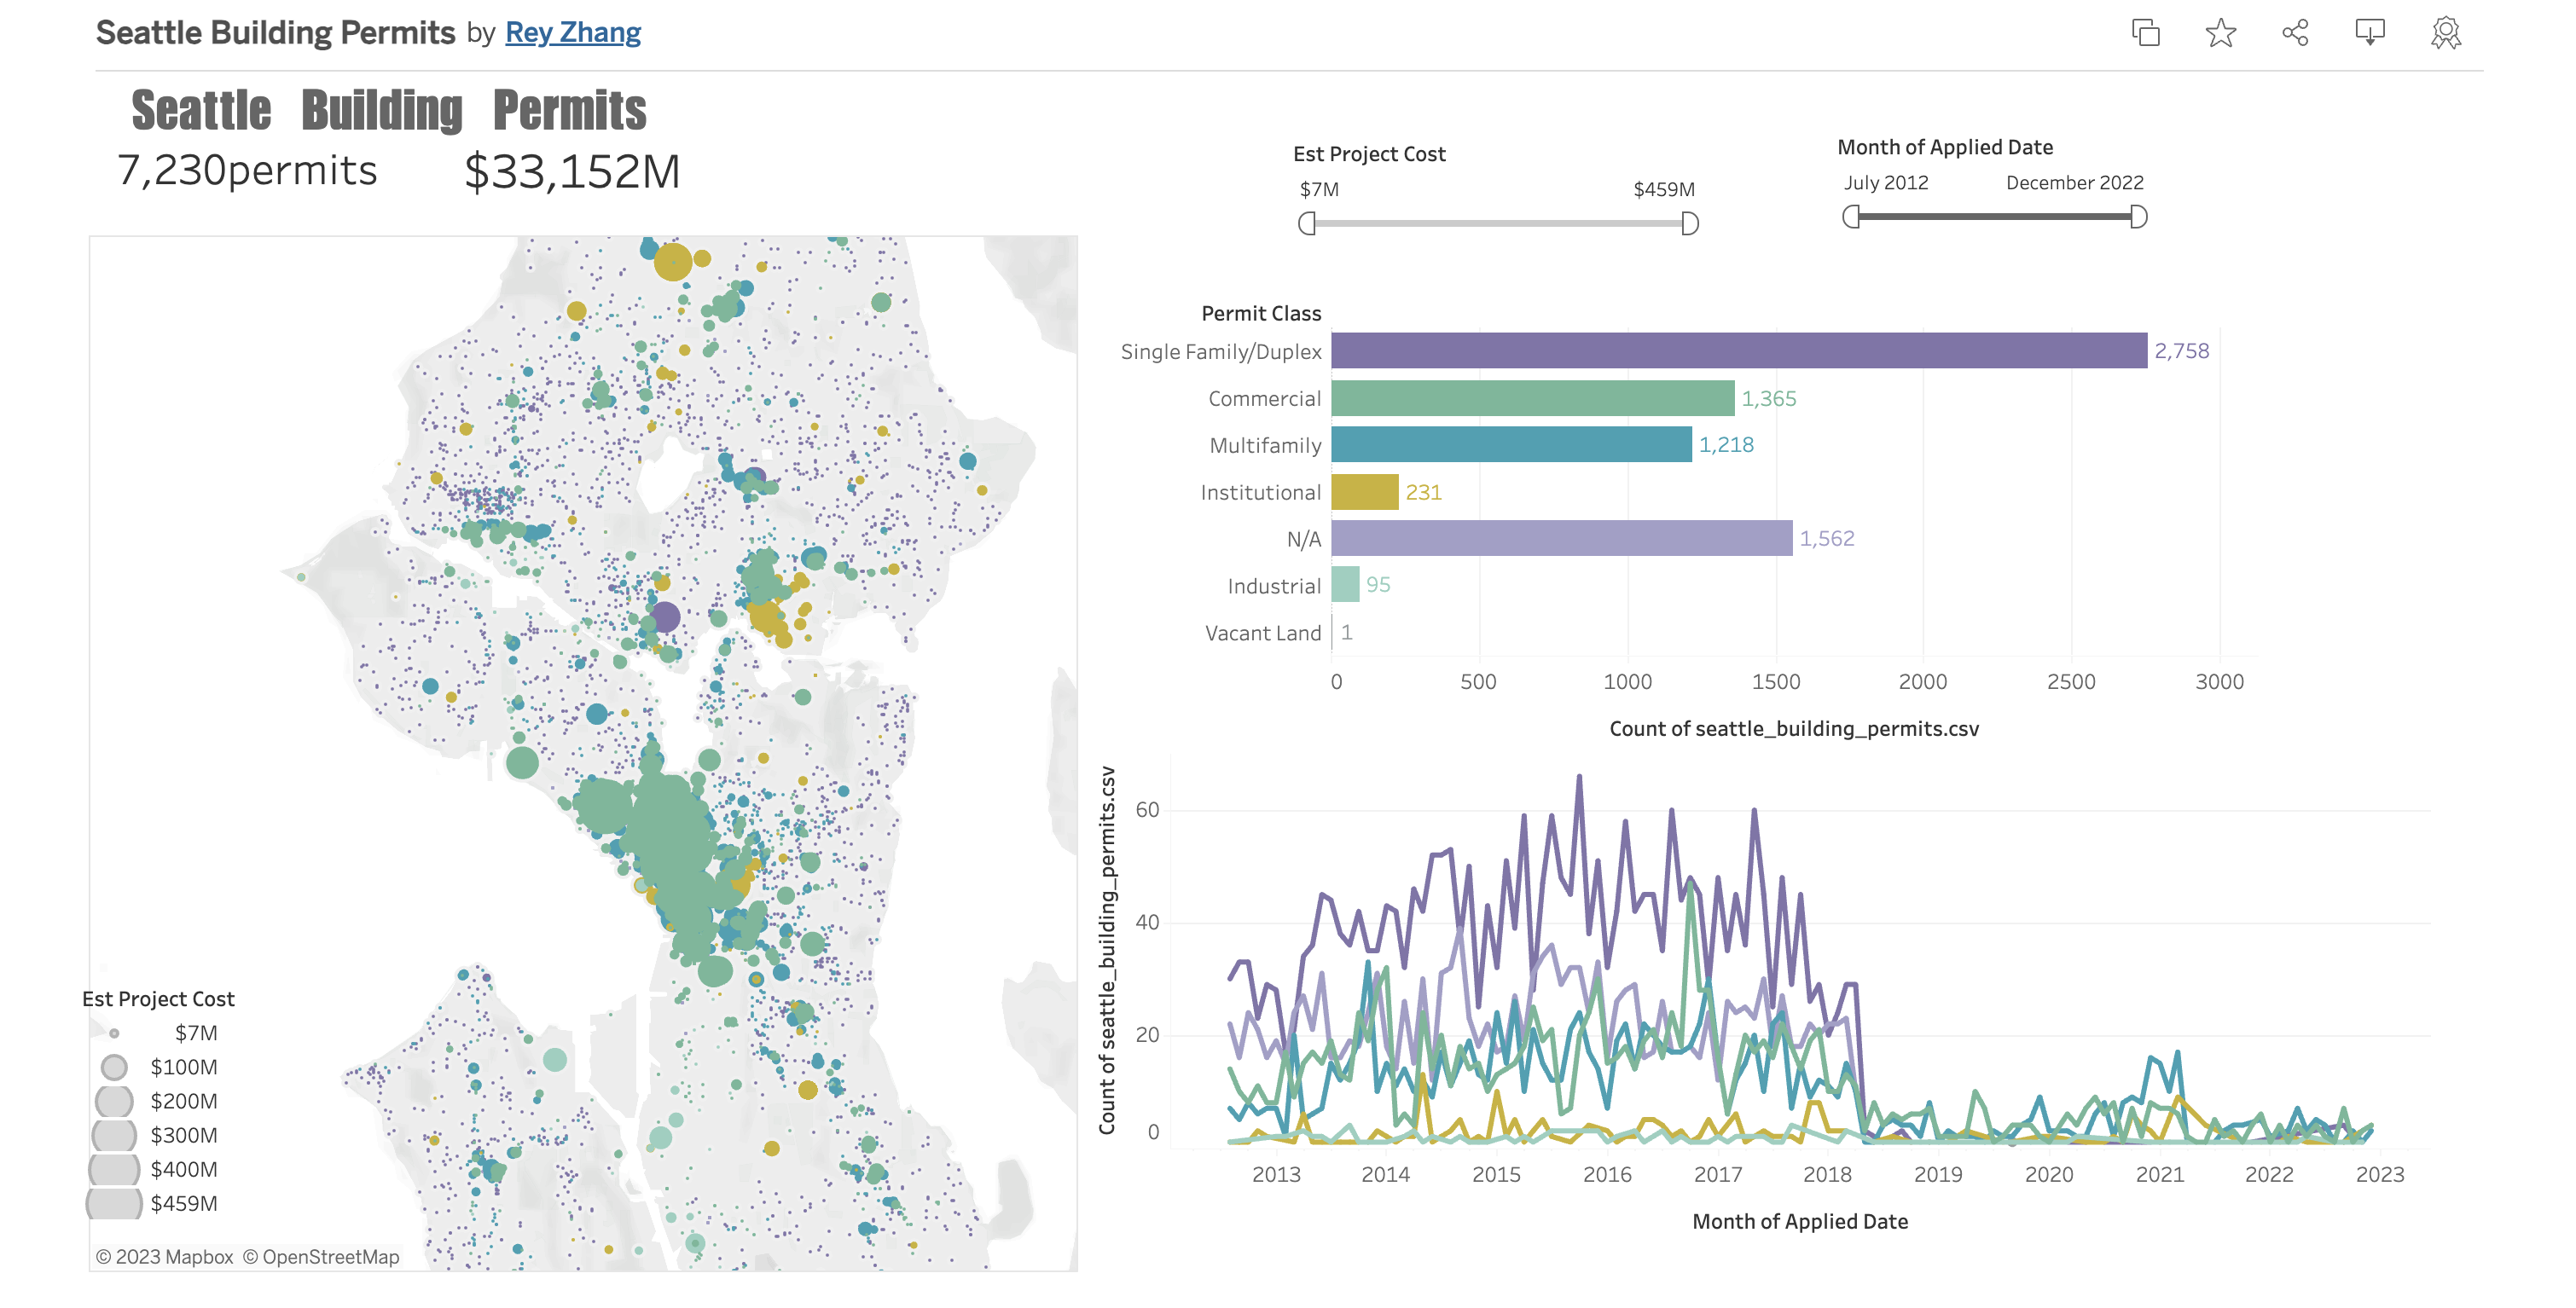 Seattle Building Permits by Rey Zhang
Seattle Building Permits
7,230permits $33,152M
Est Project Cost
$7M $459M
Month of Applied Date
July 2012 December 2022
Permit Class
Single Family/Duplex 2,758
Commercial 1,365
Multifamily 1,218
Institutional 231
N/A 1,562
Industrial 95
Vacant Land 1
0 500 1000 1500 2000 2500 3000
Count of seattle_building_permits.csv
Count of seattle_building_permits.csv
60
40
20
0
2013 2014 2015 2016 2017 2018 2019 2020 2021 2022 2023
Month of Applied Date
Est Project Cost
$7M
$100M
$200M
$300M
$400M
$459M
© 2023 Mapbox © OpenStreetMap